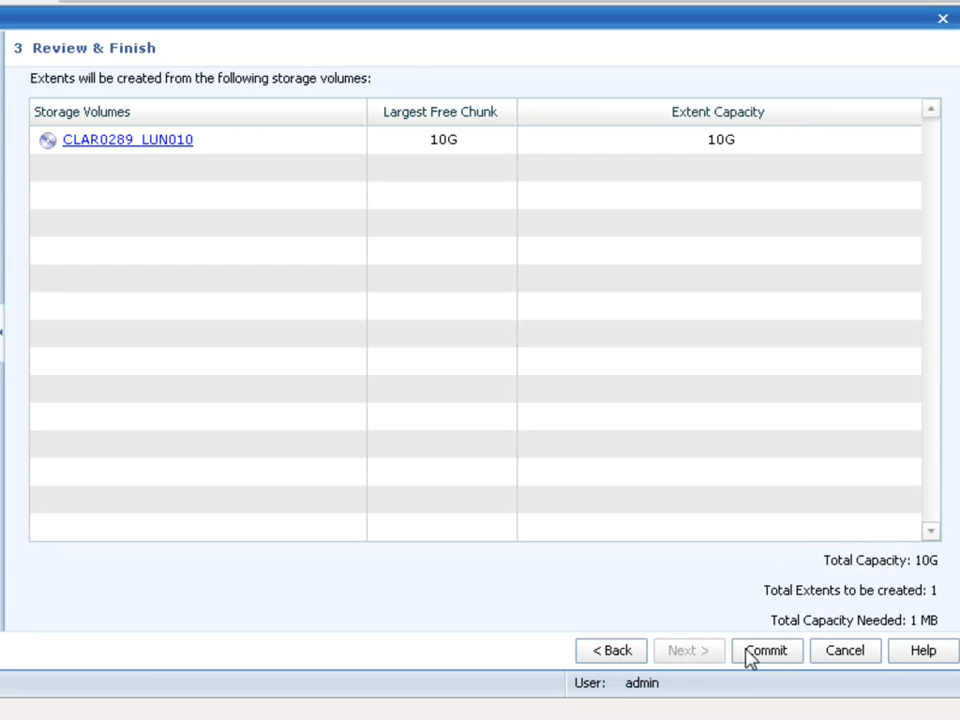 3 Review & Finish
Extents will be created from the following storage volumes:
Storage Volumes Largest Free Chunk Extent Capacity
CLAR0289_LUN010 10G 10G
Total Capacity: 10G
Total Extents to be created: 1
Total Capacity Needed: 1 MB
< Back Next > Commit Cancel Help
User: admin